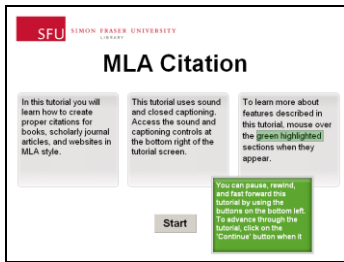 SFU SIMON FRASER UNIVERSITY
LIBRARY
MLA Citation
In this tutorial you will
learn how to create
proper citations for
books, scholarly journal
articles, and websites in
MLA style.
This tutorial uses sound
and closed captioning.
Access the sound and
captioning controls at
the bottom right of the
tutorial screen.
To learn more about
features described in
this tutorial, mouse over
the green highlighted
sections when they
appear.
You can pause, rewind,
and fast forward this
tutorial by using the
buttons on the bottom left.
To advance through the
tutorial, click on the
'Continue' button when it
Start